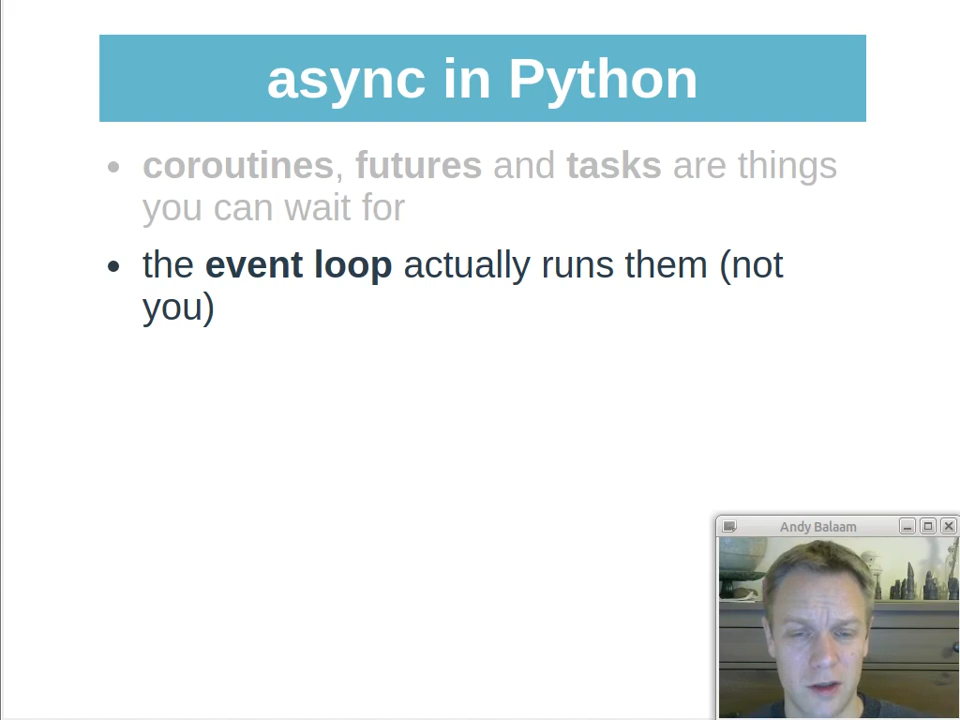 async in Python
• coroutines, futures and tasks are things
you can wait for
• the event loop actually runs them (not
you)
Andy Balaam